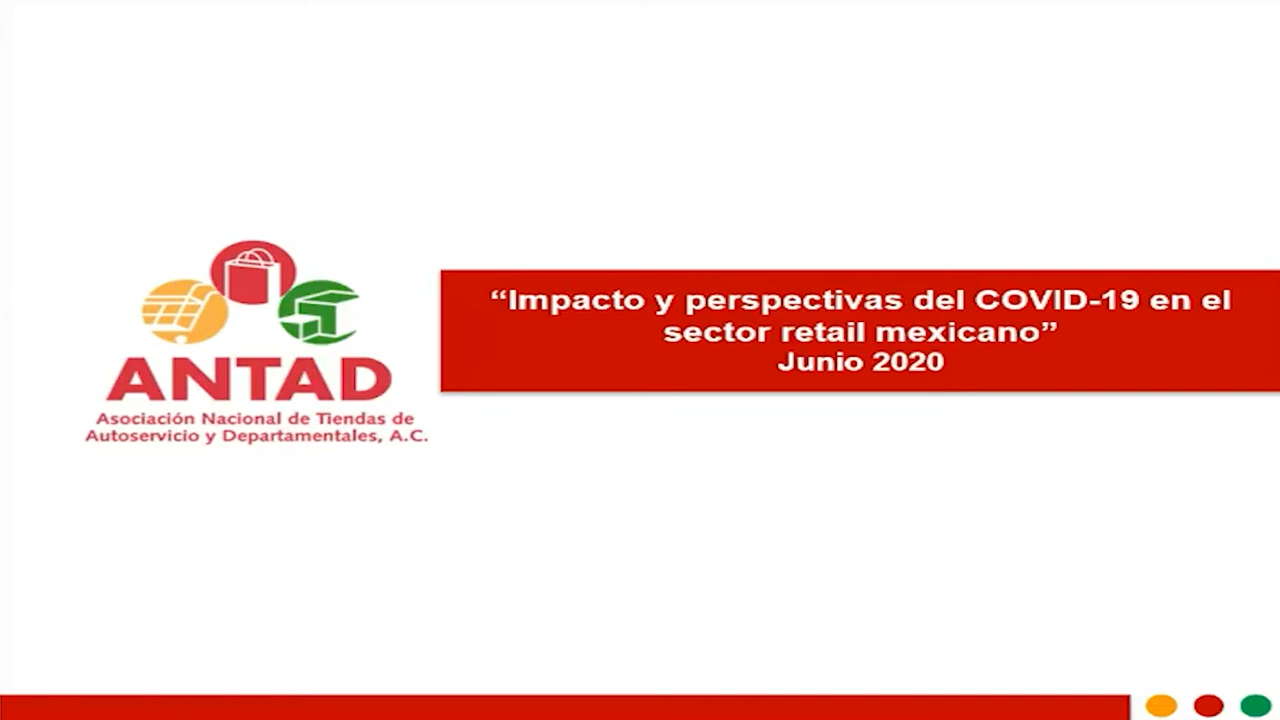 ANTAD
Asociación Nacional de Tiendas de
Autoservicio y Departamentales, A.C.
“Impacto y perspectivas del COVID-19 en el
sector retail mexicano”
Junio 2020